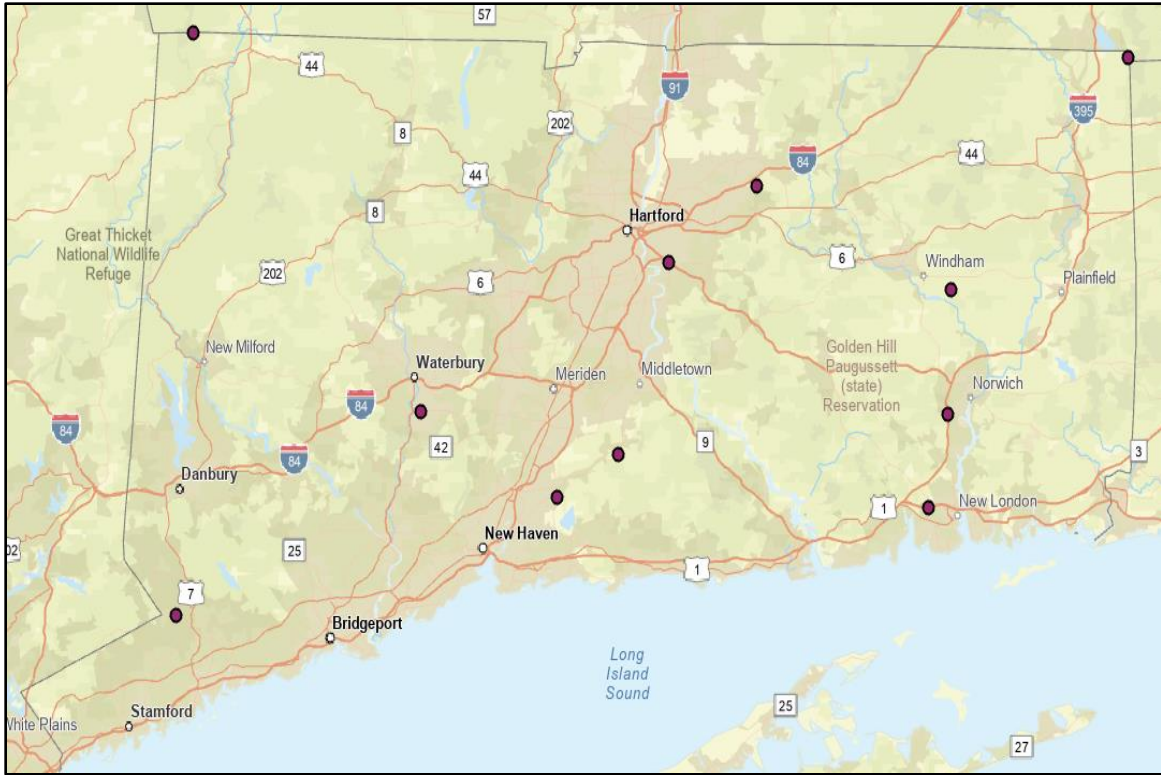 57
44
91
395
8
202
84
44
44
8
Hartford
Great Thicket
National Wildlife
Refuge
202
6
6
Windham
Plainfield
New Milford
Waterbury
Meriden
Middletown
Golden Hill
Paugussett
(state)
Reservation
Norwich
84
84
42
9
84
3
Danbury
1
New London
02
25
New Haven
1
7
Bridgeport
Long
Island
Sound
Stamford
White Plains
25
27